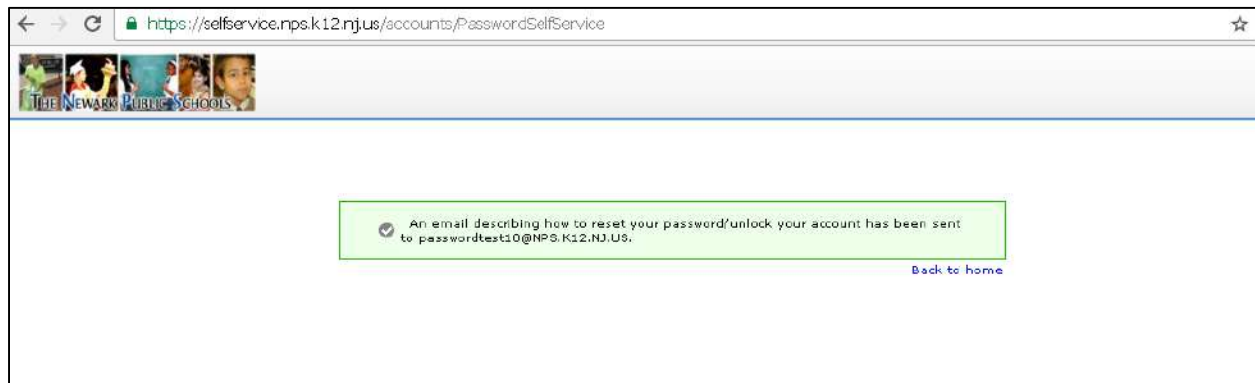 https://selfservice.nps.k12.nj.us/accounts/PasswordSelfService
THE NEWARK PUBLIC SCHOOLS
An email describing how to reset your password/unlock your account has been sent
to passwordtest10@NPS.K12.NJ.US.
Back to home